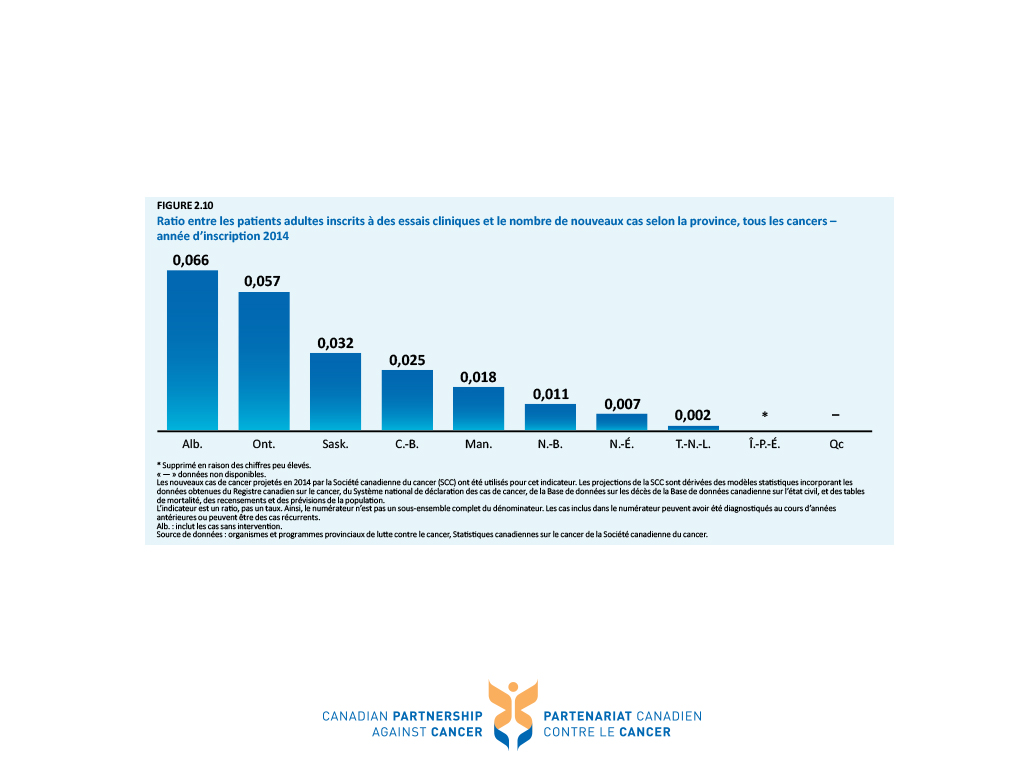 FIGURE 2.10
Ratio entre les patients adultes inscrits à des essais cliniques et le nombre de nouveaux cas selon la province, tous les cancers –
année d’inscription 2014
0,066
0,057
0,032
0,025
0,018
0,011
0,007
0,002
*
–
Alb.
Ont.
Sask.
C.-B.
Man.
N.-B.
N.-É.
T.-N.-L.
Î.-P.-É.
Qc
* Supprimé en raison des chiffres peu élevés.
« — » données non disponibles.
Les nouveaux cas de cancer projetés en 2014 par la Société canadienne du cancer (SCC) ont été utilisés pour cet indicateur. Les projections de la SCC sont dérivées des modèles statistiques incorporant les
données obtenues du Registre canadien sur le cancer, du Système national de déclaration des cas de cancer, de la Base de données sur les décès de la Base de données canadienne sur l’état civil, et des tables
de mortalité, des recensements et des prévisions de la population.
L’indicateur est un ratio, pas un taux. Ainsi, le numérateur n’est pas un sous-ensemble complet du dénominateur. Les cas inclus dans le numérateur peuvent avoir été diagnostiqués au cours d’années
antérieures ou peuvent être des cas récurrents.
Alb. : inclut les cas sans intervention.
Source de données : organismes et programmes provinciaux de lutte contre le cancer, Statistiques canadiennes sur le cancer de la Société canadienne du cancer.
CANADIAN PARTNERSHIP
AGAINST CANCER
PARTENARIAT CANADIEN
CONTRE LE CANCER